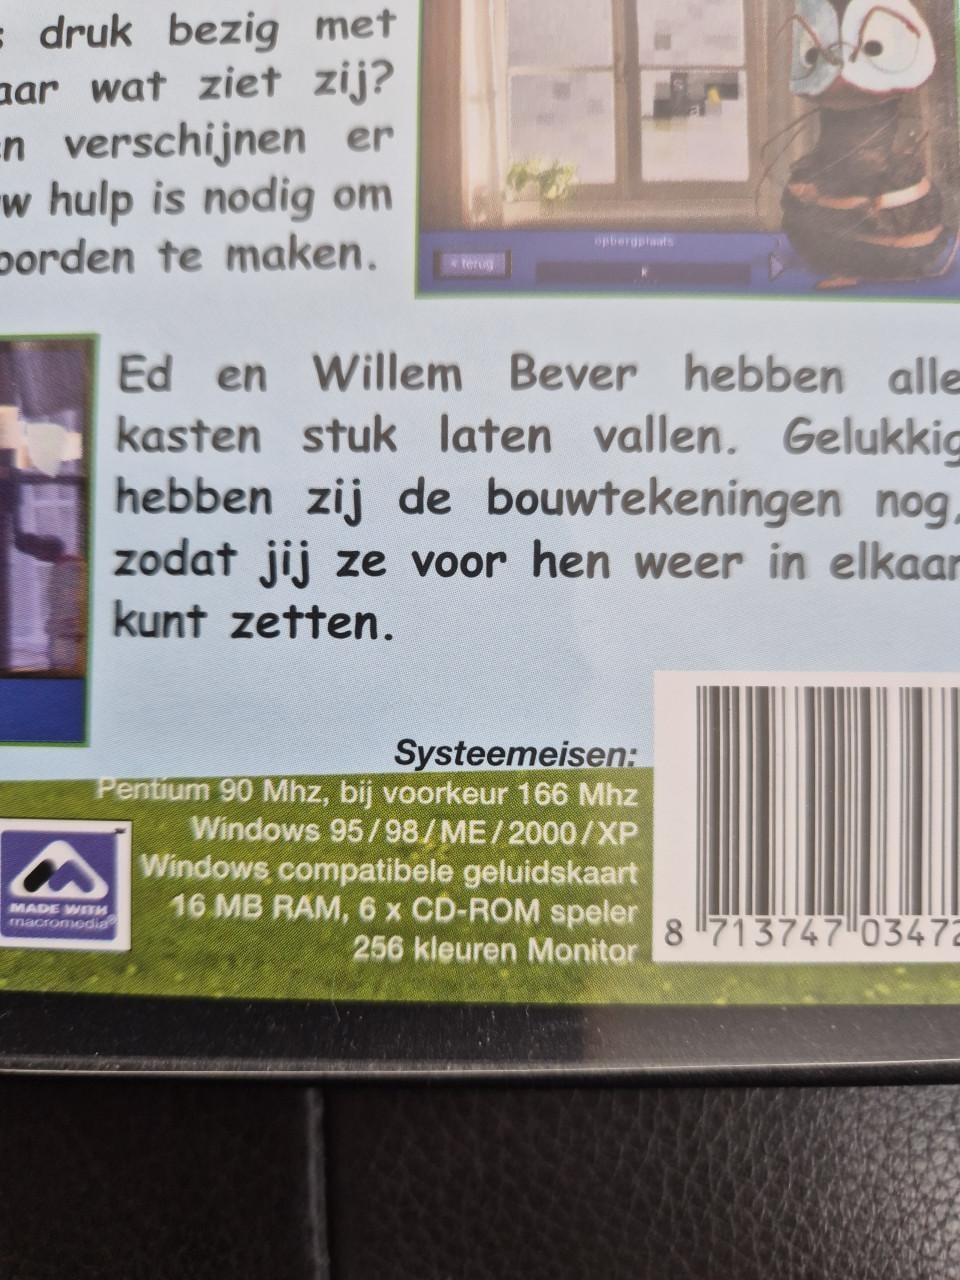 druk bezig met
wat ziet zij?
verschijnen er
hulp is nodig om
te maken.
opbergplaats
< terug
k
Ed en Willem Bever hebben alle
kasten stuk laten vallen. Gelukkig
hebben zij de bouwtekeningen nog,
zodat jij ze voor hen weer in elkaar
kunt zetten.
Systeemeisen:
Pentium 90 Mhz, bij voorkeur 166 Mhz
Windows 95/98/ME/2000/XP
Windows compatibele geluidskaart
16 MB RAM, 6 x CD-ROM speler
256 kleuren Monitor
MADE WITH
macromedia®
8 713747 03472